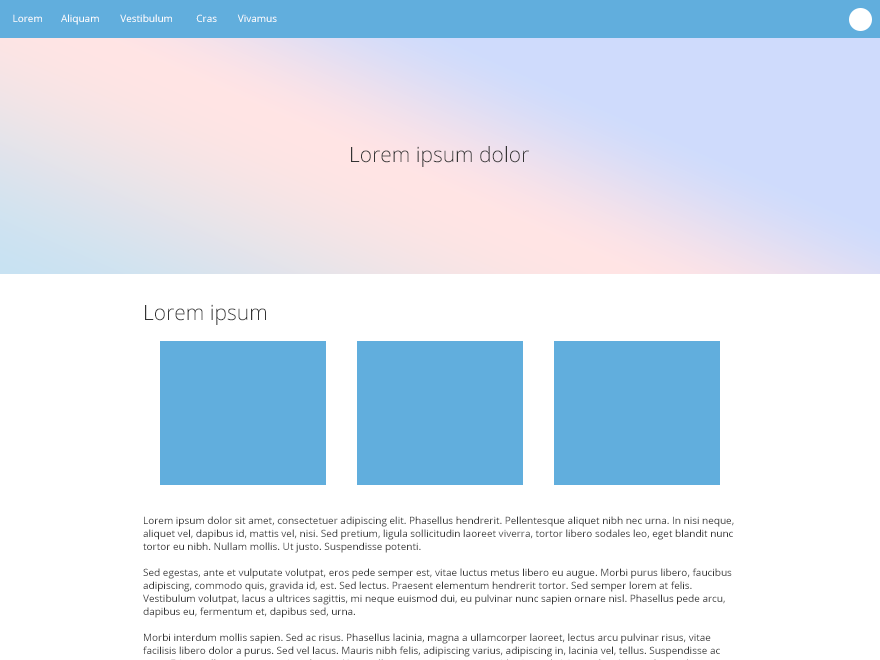 Lorem Aliquam Vestibulum Cras Vivamus
Lorem ipsum dolor
Lorem ipsum
Lorem ipsum dolor sit amet, consectetuer adipiscing elit. Phasellus hendrerit. Pellentesque aliquet nibh nec urna. In nisi neque,
aliquet vel, dapibus id, mattis vel, nisi. Sed pretium, ligula sollicitudin laoreet viverra, tortor libero sodales leo, eget blandit nunc
tortor eu nibh. Nullam mollis. Ut justo. Suspendisse potenti.
Sed egestas, ante et vulputate volutpat, eros pede semper est, vitae luctus metus libero eu augue. Morbi purus libero, faucibus
adipiscing, commodo quis, gravida id, est. Sed lectus. Praesent elementum hendrerit tortor. Sed semper lorem at felis.
Vestibulum volutpat, lacus a ultrices sagittis, mi neque euismod dui, eu pulvinar nunc sapien ornare nisl. Phasellus pede arcu,
dapibus eu, fermentum et, dapibus sed, urna.
Morbi interdum mollis sapien. Sed ac risus. Phasellus lacinia, magna a ullamcorper laoreet, lectus arcu pulvinar risus, vitae
facilisis libero dolor a purus. Sed vel lacus. Mauris nibh felis, adipiscing varius, adipiscing in, lacinia vel, tellus. Suspendisse ac